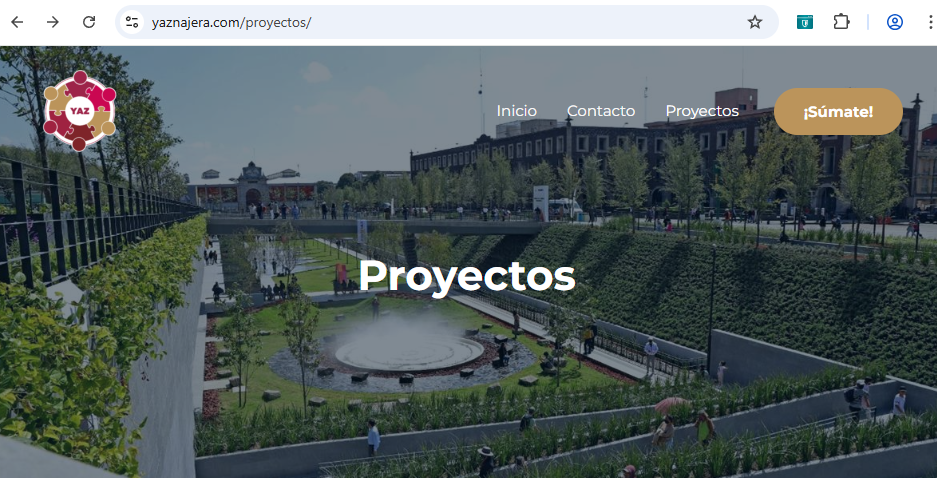 yaznajera.com/proyectos/
YAZ
Inicio Contacto Proyectos ¡Súmate!
Proyectos